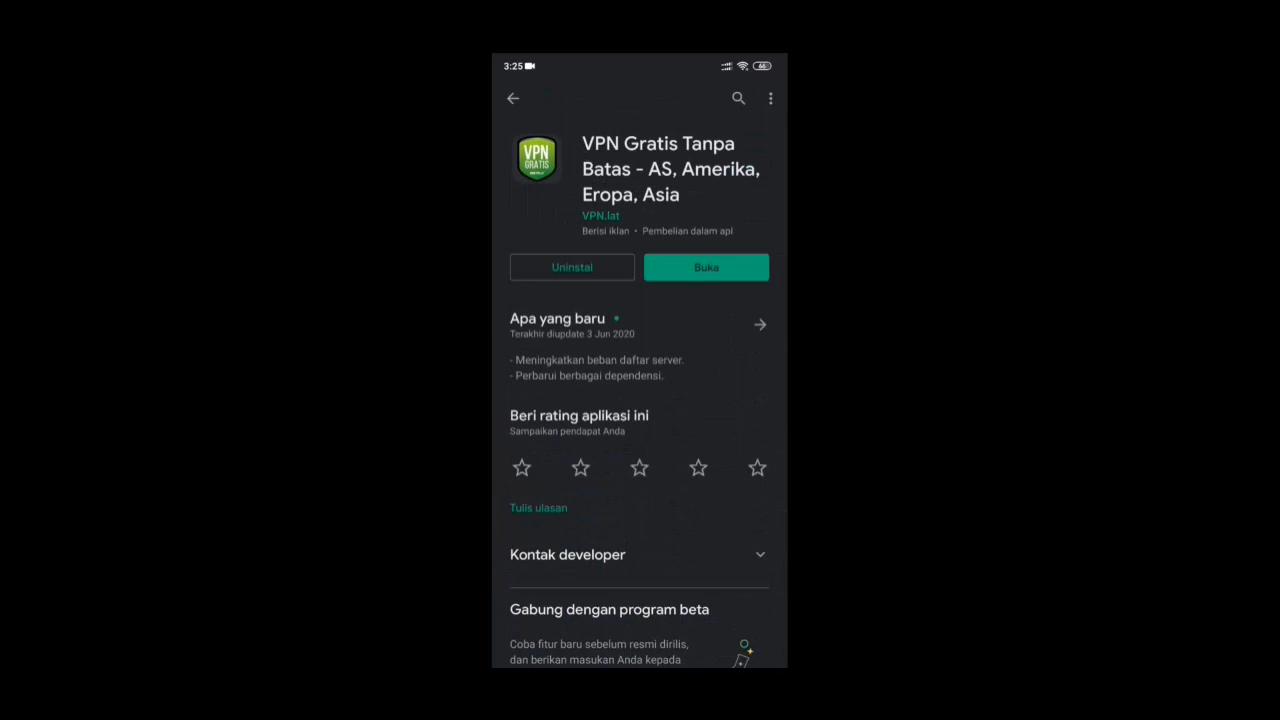 3:25
66
VPN Gratis Tanpa
Batas - AS, Amerika,
Eropa, Asia
VPN
GRATIS
VPN.lat
Berisi iklan • Pembelian dalam apl
Uninstal
Buka
Apa yang baru •
Terakhir diupdate 3 Jun 2020
- Meningkatkan beban daftar server.
- Perbarui berbagai dependensi.
Beri rating aplikasi ini
Sampaikan pendapat Anda
Tulis ulasan
Kontak developer
Gabung dengan program beta
Coba fitur baru sebelum resmi dirilis,
dan berikan masukan Anda kepada